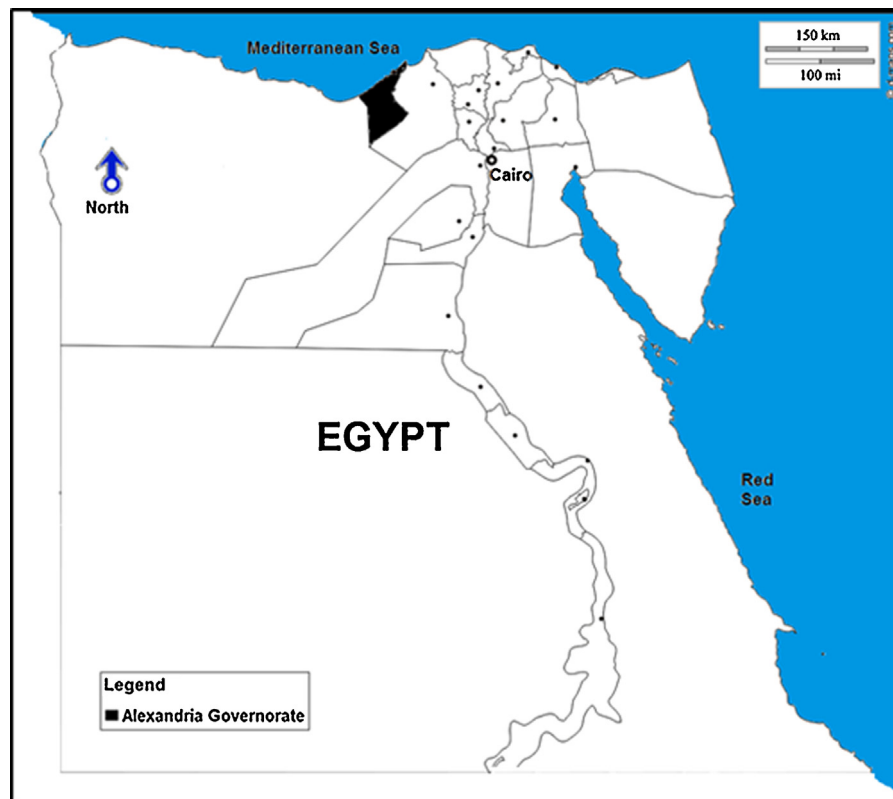 Mediterranean Sea
150 km
100 mi
Cairo
North
EGYPT
Red
Sea
Legend
Alexandria Governorate